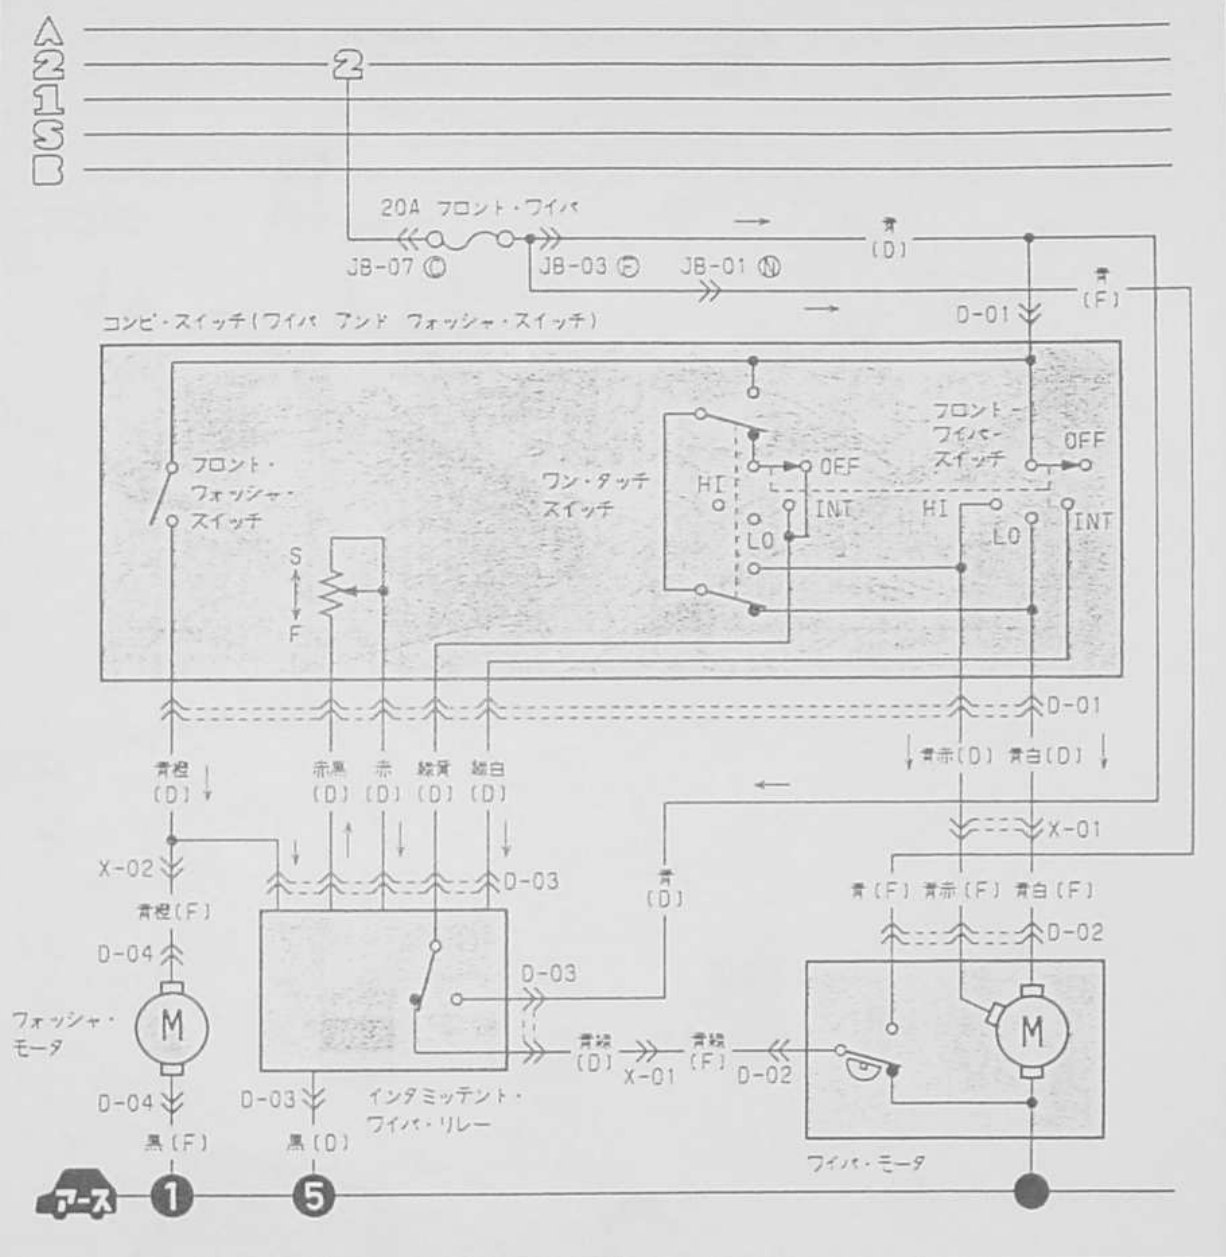 A
2
2
1
S
B
20A フロント・ワイパ
青
(D)
JB-07 Ⓒ
JB-03 Ⓕ
JB-01 Ⓝ
青
(F)
コンビ・スイッチ(ワイパ アンド ウォッシャ・スイッチ)
D-01
フロント・
ワイパ・
スイッチ
OFF
フロント・
ウォッシャ・
スイッチ
ワン・タッチ
スイッチ
HI
OFF
INT
LO
HI
LO
INT
S
F
D-01
青橙
(D)
赤黒
(D)
赤
(D)
緑黄
(D)
緑白
(D)
青赤(D)
青白(D)
X-01
X-02
D-03
青
(D)
青(F)
青赤(F)
青白(F)
青橙(F)
D-04
D-02
D-03
ウォッシャ・
モータ
M
M
青緑
(D)
X-01
青緑
(F)
D-02
D-04
D-03
インタミッテント・
ワイパ・リレー
黒(F)
黒(D)
ワイパ・モータ
アース
1
5